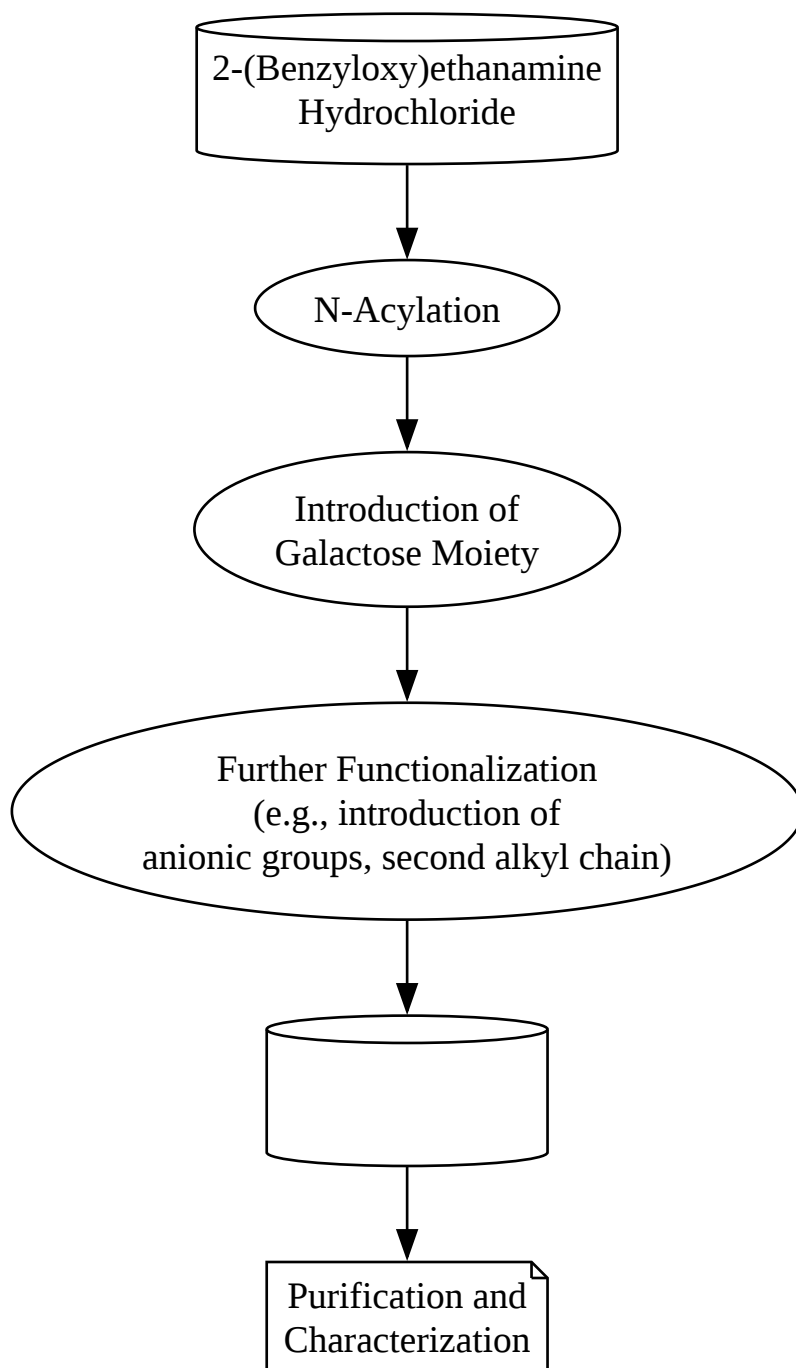 2-(Benzyloxy)ethanamine
Hydrochloride
N-Acylation
Introduction of
Galactose Moiety
Further Functionalization
(e.g., introduction of
anionic groups, second alkyl chain)
Purification and
Characterization